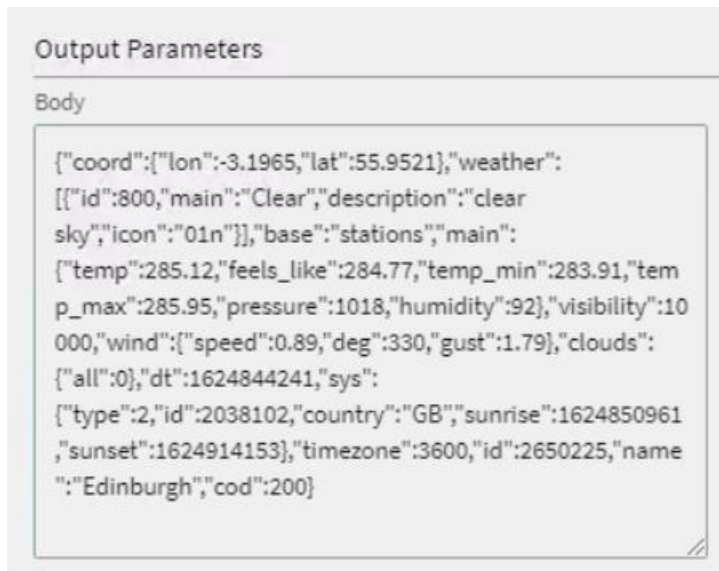 Output Parameters
Body
{"coord":{"lon":-3.1965,"lat":55.9521},"weather":
[{"id":800,"main":"Clear","description":"clear
sky","icon":"01n"}],"base":"stations","main":
{"temp":285.12,"feels_like":284.77,"temp_min":283.91,"tem
p_max":285.95,"pressure":1018,"humidity":92},"visibility":10
000,"wind":{"speed":0.89,"deg":330,"gust":1.79},"clouds":
{"all":0},"dt":1624844241,"sys":
{"type":2,"id":2038102,"country":"GB","sunrise":1624850961
,"sunset":1624914153},"timezone":3600,"id":2650225,"name
":"Edinburgh","cod":200}